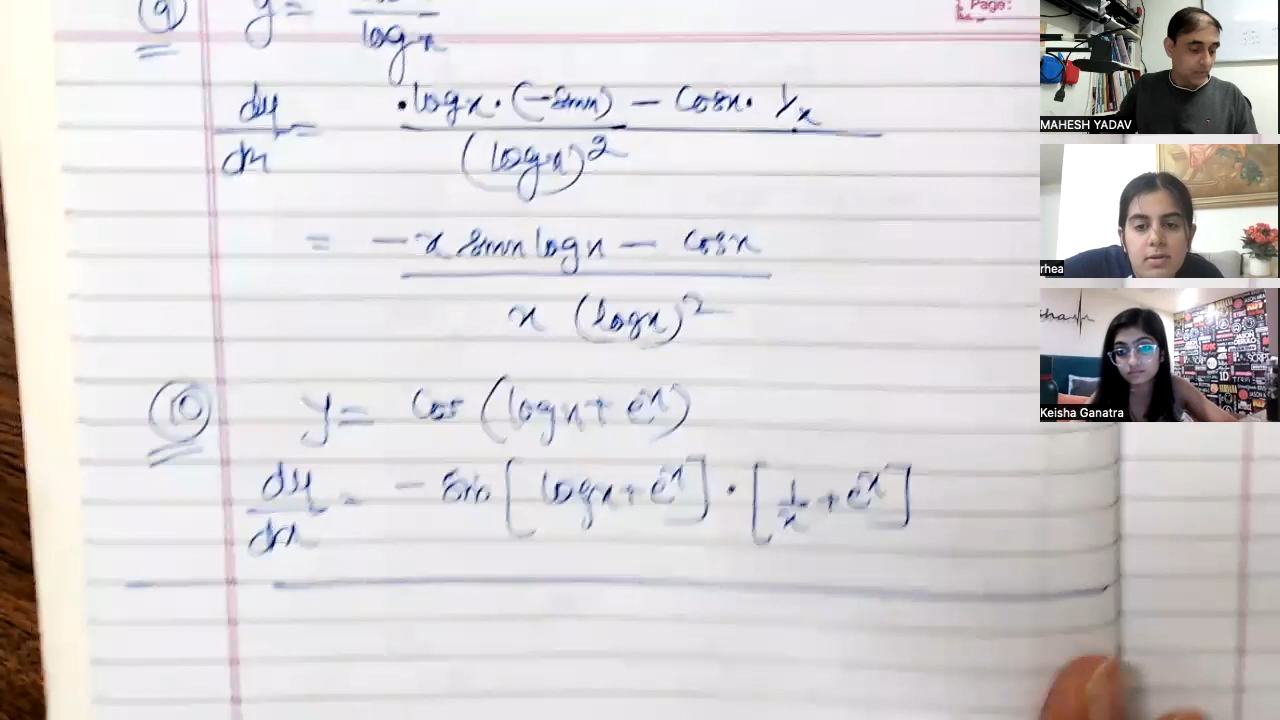 Page:
9) y =
log x
dy/dx = ·log x · (-sin x) - cos x · 1/x
(log x)2
= - x sin x log x - cos x
x (log x)2
10 y = cos (log x + ex)
dy/dx = - sin [log x + ex] · [1/x + ex]
MAHESH YADAV
rhea
Keisha Ganatra